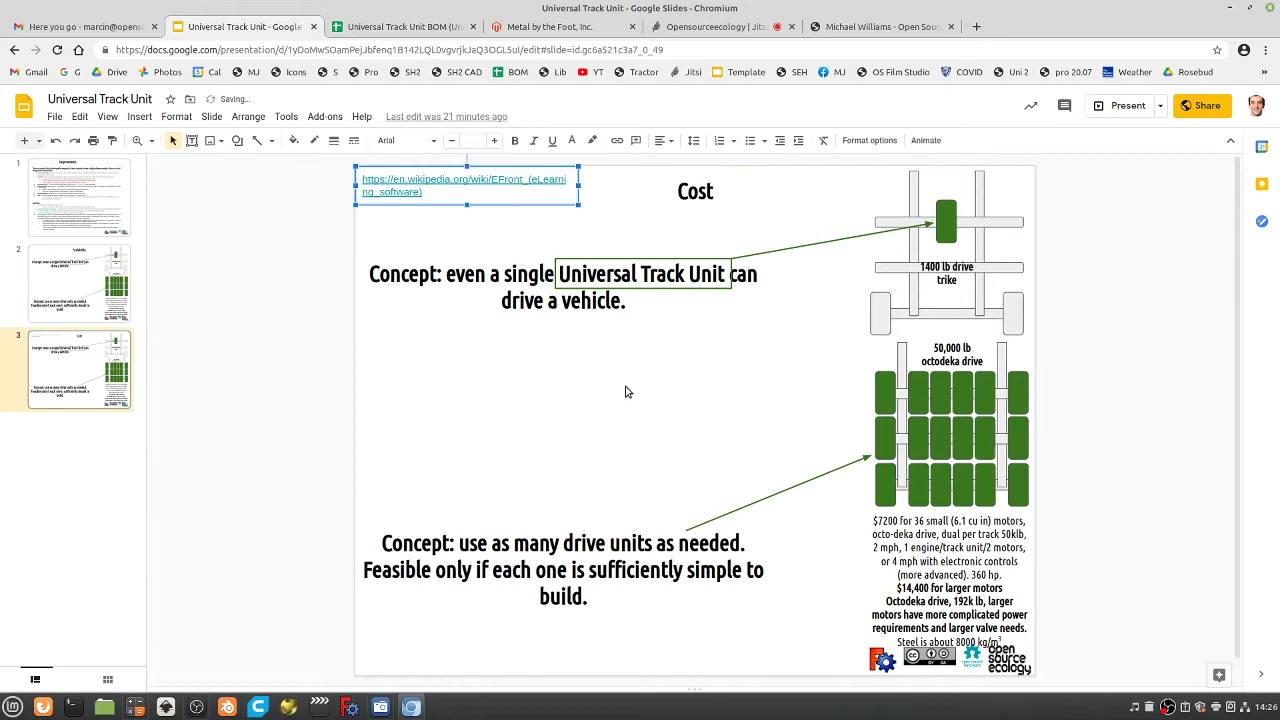 Universal Track Unit - Google Slides - Chromium
Here you go - marcin@opens
Universal Track Unit - Google
Universal Track Unit BOM (Un
Metal by the Foot, Inc.
Opensourceecology | Jitsi
Michael Williams - Open Sour
https://docs.google.com/presentation/d/1yDoMwSOamPejJbfenq1B142LQL0vgvrjkJaQ3OGL5uI/edit#slide=id.gc6a521c3a7_0_49
Gmail
G
Drive
Photos
Cal
MJ
Icons
S
Pro
SH2
SH2 CAD
BOM
Lib
YT
Tractor
Jitsi
Template
SEH
MJ
OS Film Studio
COVID
Uni 2
pro 20.07
Weather
Rosebud
Universal Track Unit
Saving...
File Edit View Insert Format Slide Arrange Tools Add-ons Help
Last edit was 21 minutes ago
Present
Share
Arial
Format options
Animate
1
2
3
https://en.wikipedia.org/wiki/EFront_(eLearni
ng_software)
Cost
Concept: even a single Universal Track Unit can
drive a vehicle.
1400 lb drive
trike
50,000 lb
octodeka drive
Concept: use as many drive units as needed.
Feasible only if each one is sufficiently simple to
build.
$7200 for 36 small (6.1 cu in) motors,
octo-deka drive, dual per track 50klb,
2 mph, 1 engine/track unit/2 motors,
or 4 mph with electronic controls
(more advanced). 360 hp.
$14,400 for larger motors
Octodeka drive, 192k lb, larger
motors have more complicated power
requirements and larger valve needs.
Steel is about 8000 kg/m³
open
source
ecology
14:26